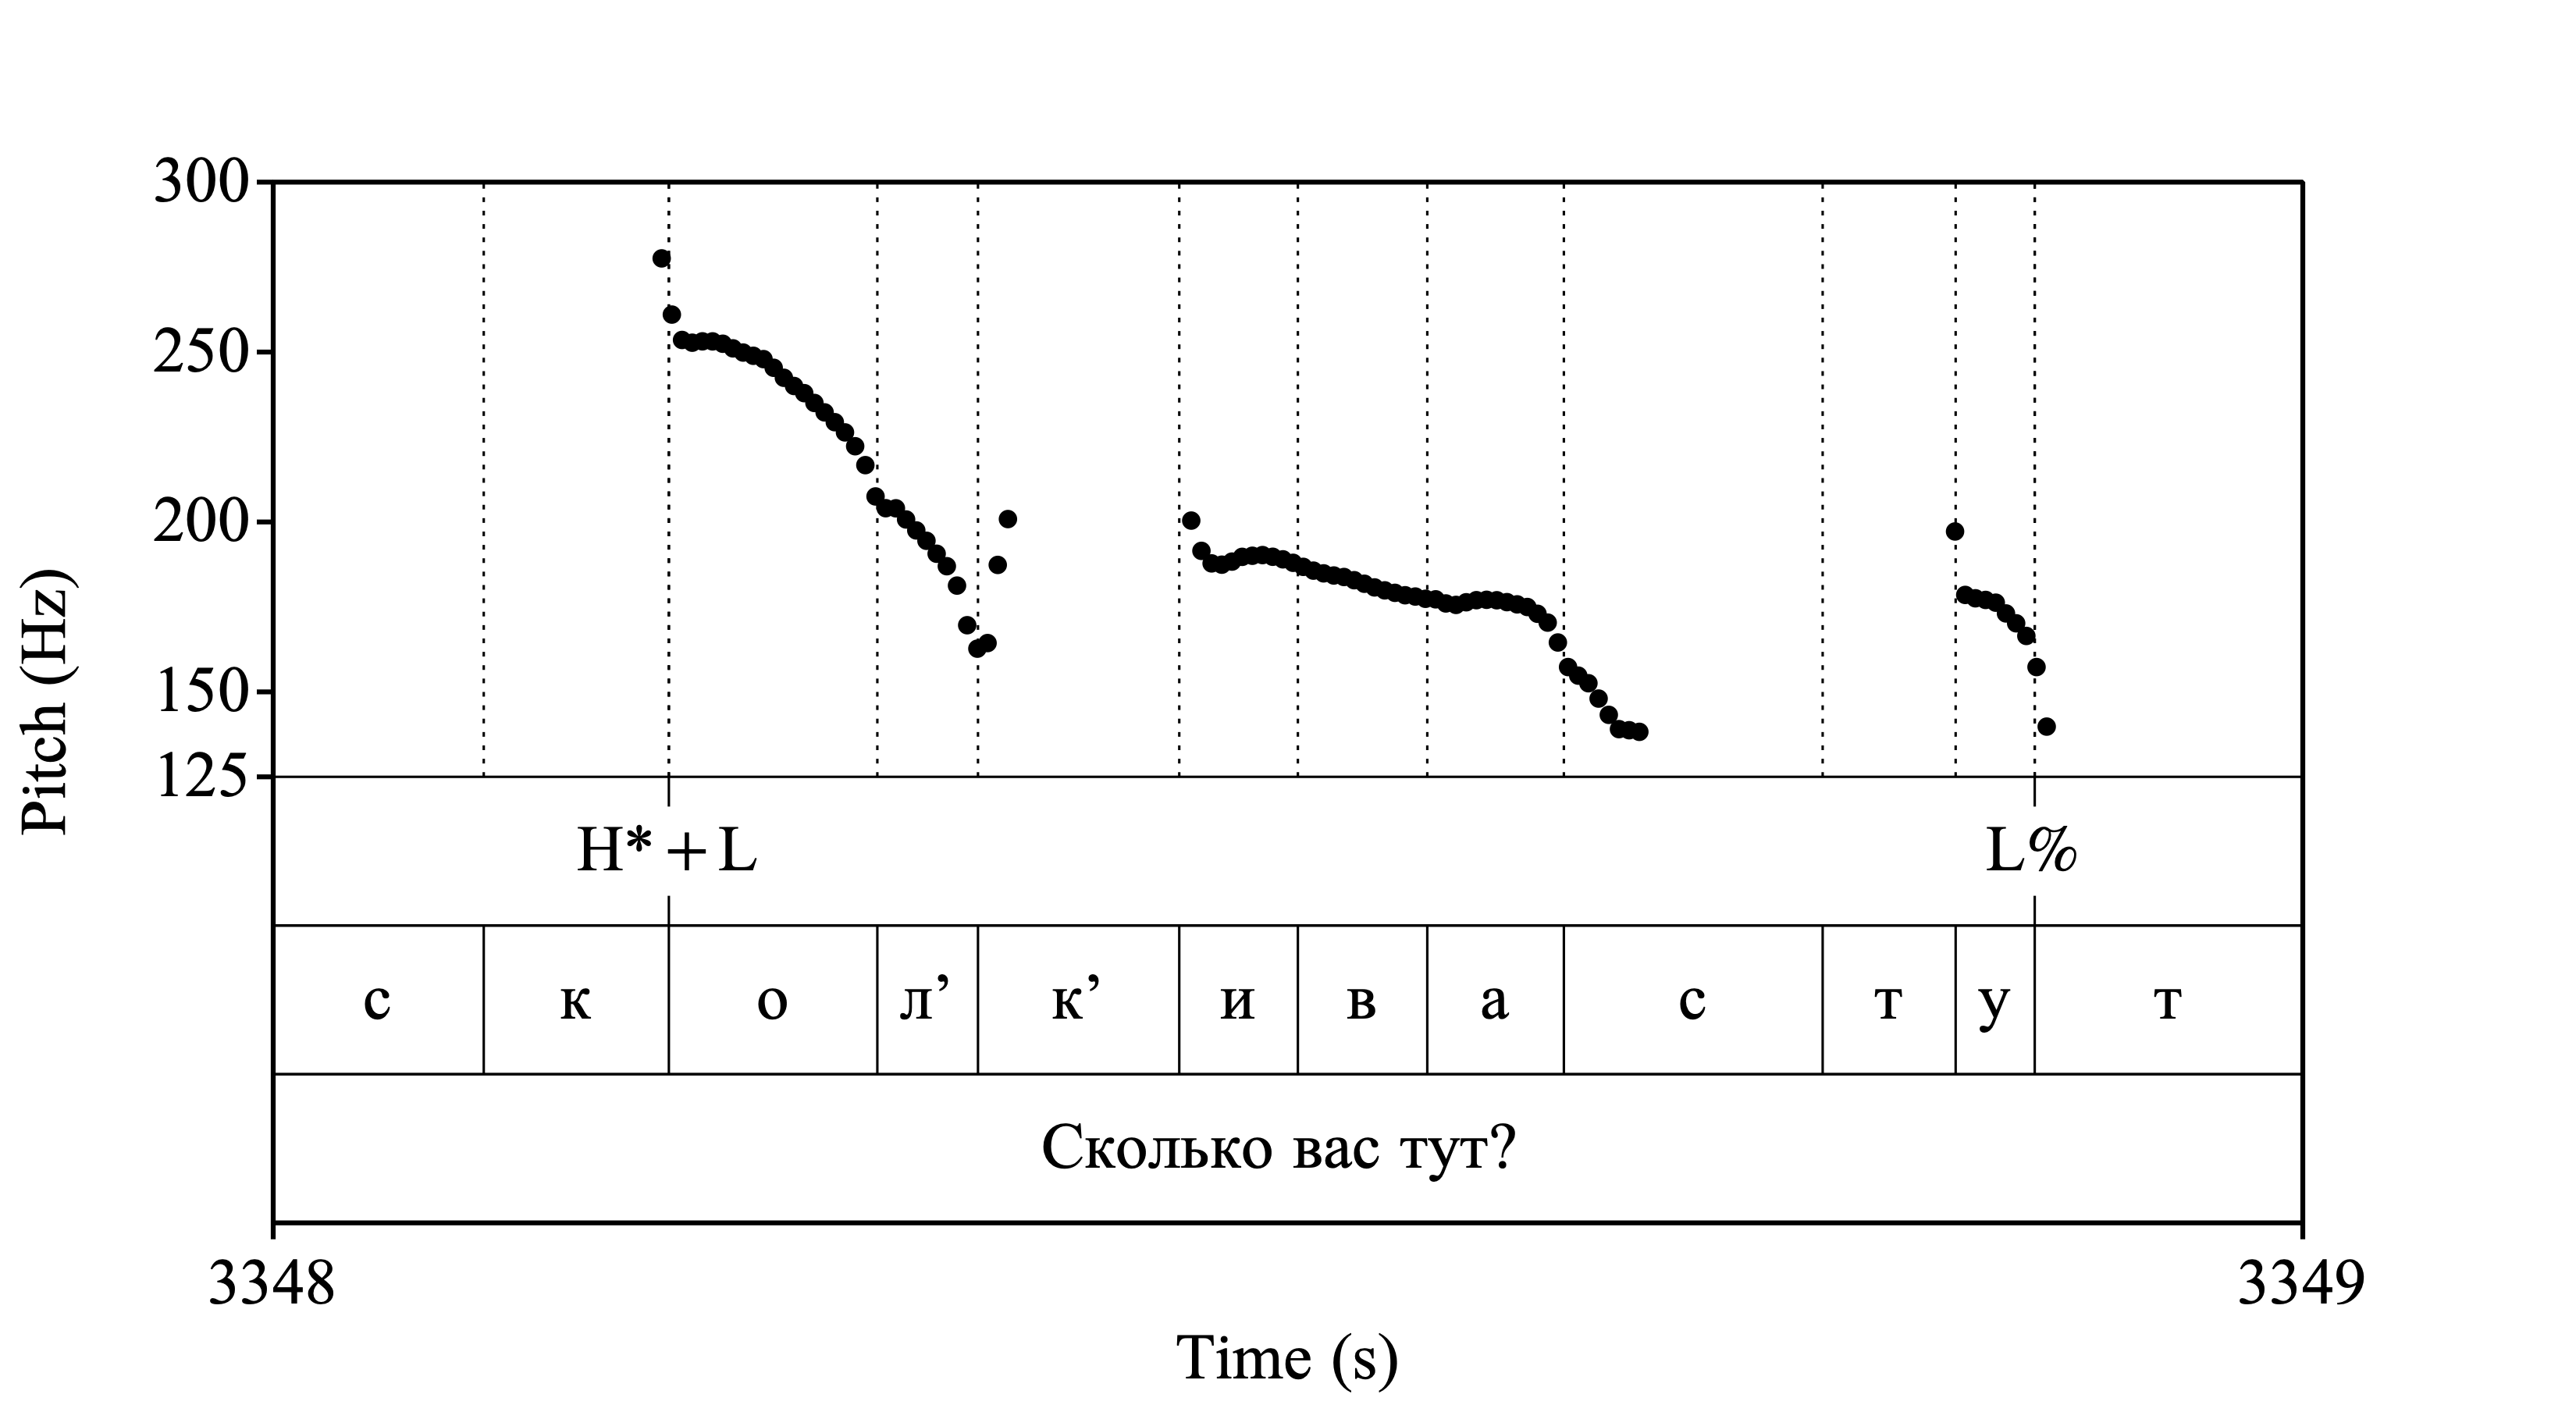 300
250
200
150
125
Pitch (Hz)
H*+L L%
с к о л’ к’ и в а с т у т
Сколько вас тут?
3348 3349
Time (s)